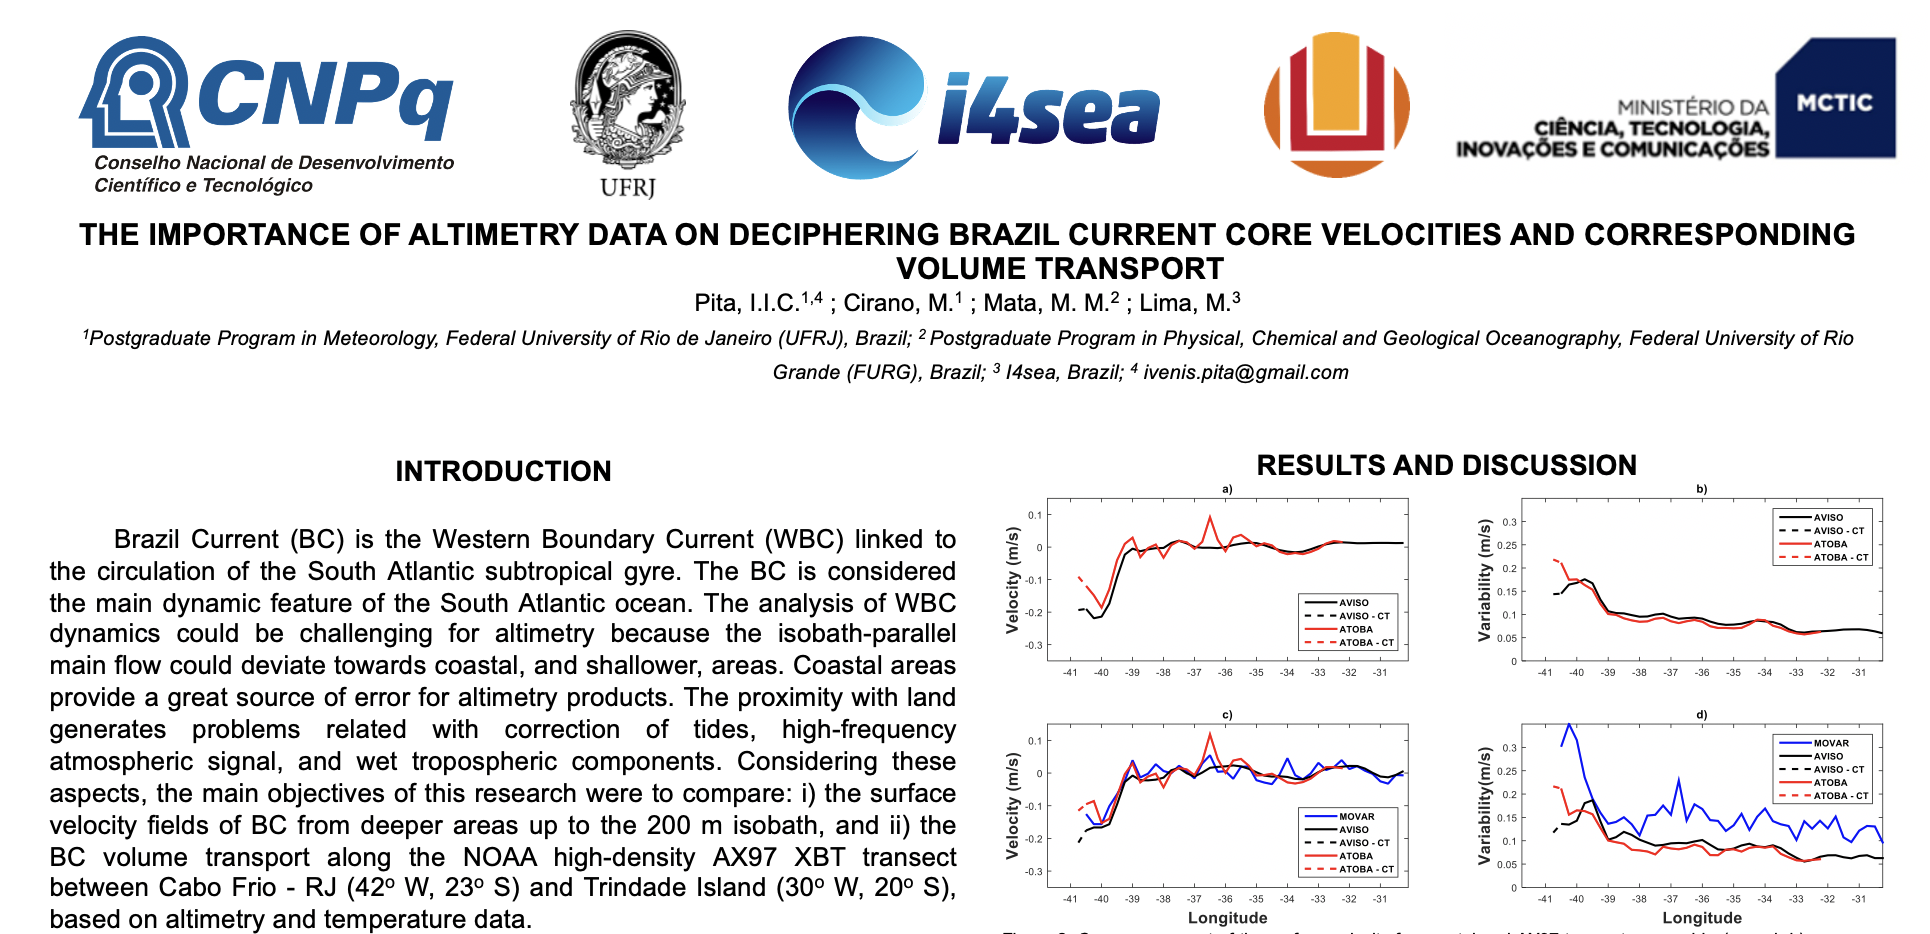 CNPq
Conselho Nacional de Desenvolvimento
Científico e Tecnológico
UFRJ
i4sea
MINISTÉRIO DA
CIÊNCIA, TECNOLOGIA,
INOVAÇÕES E COMUNICAÇÕES
MCTIC
THE IMPORTANCE OF ALTIMETRY DATA ON DECIPHERING BRAZIL CURRENT CORE VELOCITIES AND CORRESPONDING
VOLUME TRANSPORT
Pita, I.I.C.1,4 ; Cirano, M.1 ; Mata, M. M.2 ; Lima, M.3
1Postgraduate Program in Meteorology, Federal University of Rio de Janeiro (UFRJ), Brazil; 2 Postgraduate Program in Physical, Chemical and Geological Oceanography, Federal University of Rio
Grande (FURG), Brazil; 3 I4sea, Brazil; 4 ivenis.pita@gmail.com
INTRODUCTION
Brazil Current (BC) is the Western Boundary Current (WBC) linked to
the circulation of the South Atlantic subtropical gyre. The BC is considered
the main dynamic feature of the South Atlantic ocean. The analysis of WBC
dynamics could be challenging for altimetry because the isobath-parallel
main flow could deviate towards coastal, and shallower, areas. Coastal areas
provide a great source of error for altimetry products. The proximity with land
generates problems related with correction of tides, high-frequency
atmospheric signal, and wet tropospheric components. Considering these
aspects, the main objectives of this research were to compare: i) the surface
velocity fields of BC from deeper areas up to the 200 m isobath, and ii) the
BC volume transport along the NOAA high-density AX97 XBT transect
between Cabo Frio - RJ (42º W, 23º S) and Trindade Island (30º W, 20º S),
based on altimetry and temperature data.
RESULTS AND DISCUSSION
a)
Velocity (m/s)
0.1
0
-0.1
-0.2
-0.3
-41 -40 -39 -38 -37 -36 -35 -34 -33 -32 -31
AVISO
AVISO - CT
ATOBA
ATOBA - CT
b)
Variability (m/s)
0.3
0.25
0.2
0.15
0.1
0.05
0
-41 -40 -39 -38 -37 -36 -35 -34 -33 -32 -31
AVISO
AVISO - CT
ATOBA
ATOBA - CT
c)
Velocity (m/s)
0.1
0
-0.1
-0.2
-0.3
-41 -40 -39 -38 -37 -36 -35 -34 -33 -32 -31
Longitude
MOVAR
AVISO
AVISO - CT
ATOBA
ATOBA - CT
d)
Variability(m/s)
0.3
0.25
0.2
0.15
0.1
0.05
0
-41 -40 -39 -38 -37 -36 -35 -34 -33 -32 -31
Longitude
MOVAR
AVISO
AVISO - CT
ATOBA
ATOBA - CT